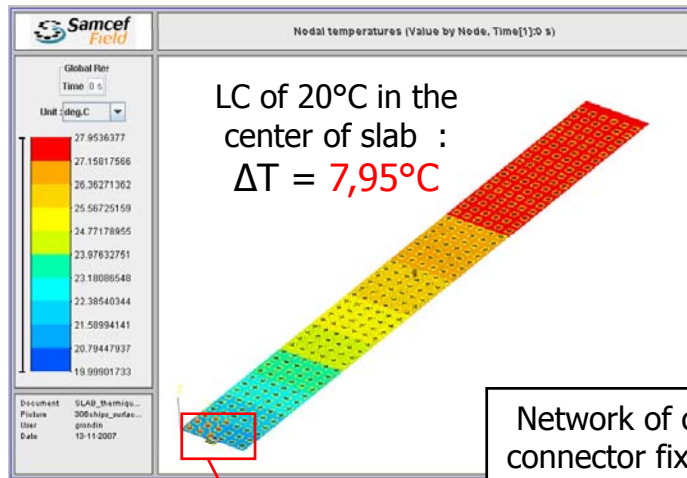 Samcef
Field
Nodal temperatures (Value by Node, Time[1]:0 s)
Global Res
Time 0 s
Unit : deg.C
27.9536377
27.15817566
26.36271362
25.56725159
24.77178955
23.97632751
23.18086548
22.38540344
21.58994141
20.79447937
19.99901733
LC of 20°C in the
center of slab :
ΔT = 7,95°C
Document SLAB_thermiqu...
Picture 300chips_surfac...
User grondin
Date 13-11-2007
Network of c
connector fix